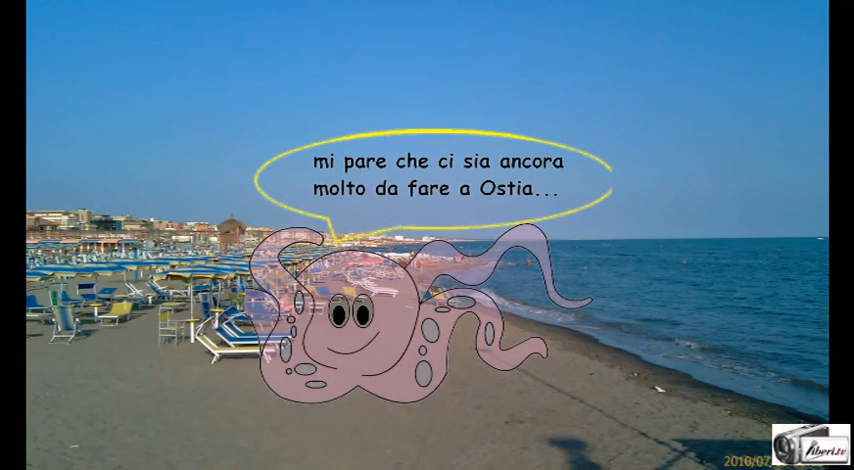 mi pare che ci sia ancora
molto da fare a Ostia...
2010/07
liberi.tv